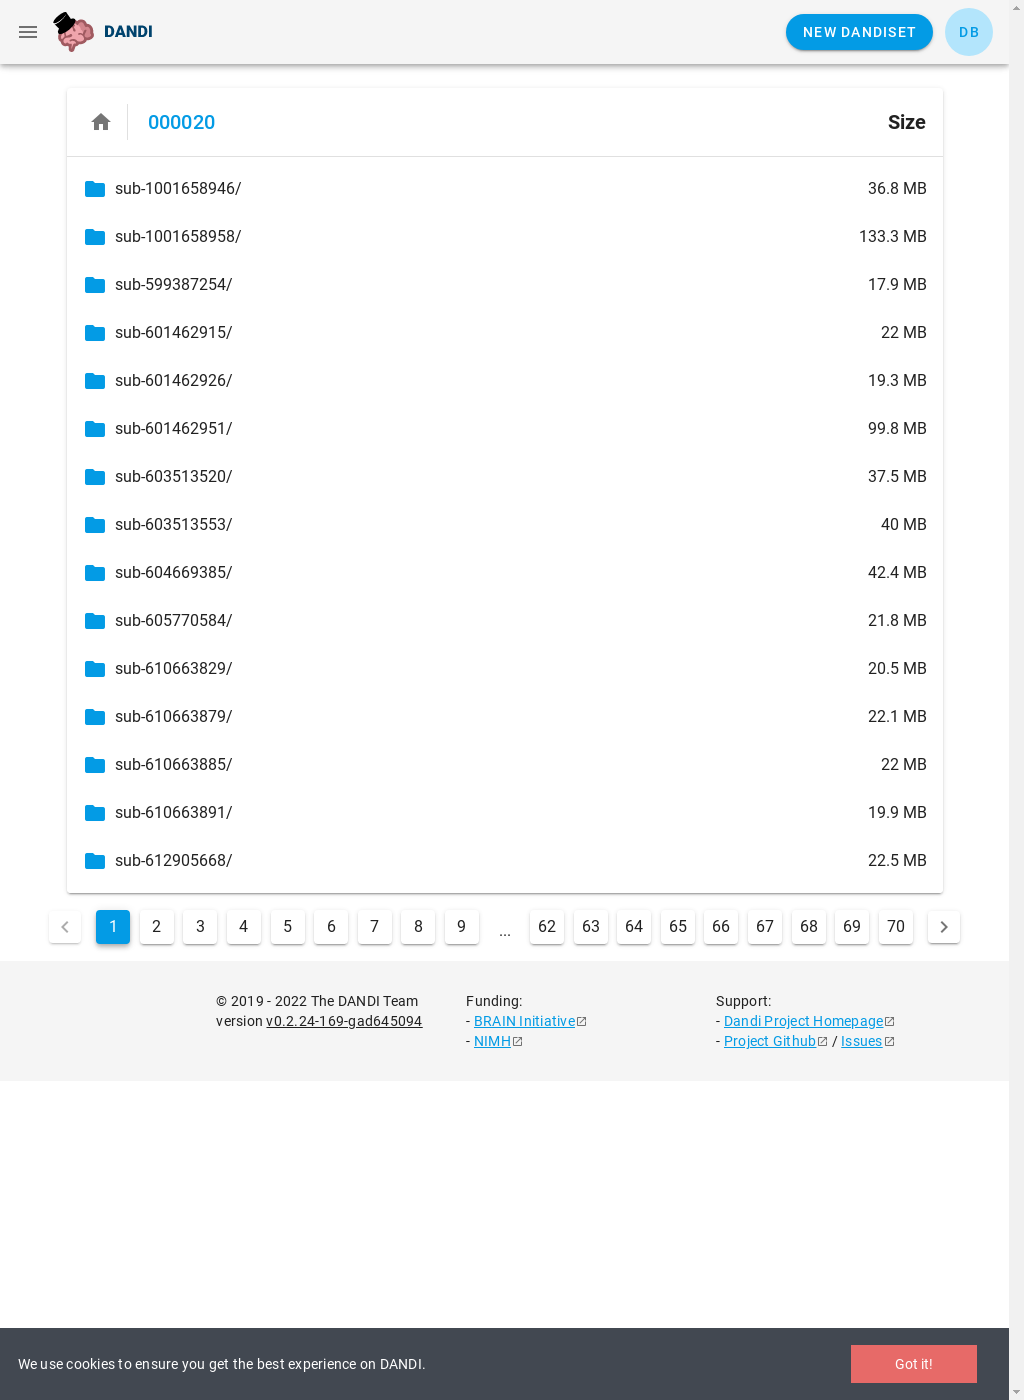 DANDI
NEW DANDISET
DB
000020
Size
sub-1001658946/ 36.8 MB
sub-1001658958/ 133.3 MB
sub-599387254/ 17.9 MB
sub-601462915/ 22 MB
sub-601462926/ 19.3 MB
sub-601462951/ 99.8 MB
sub-603513520/ 37.5 MB
sub-603513553/ 40 MB
sub-604669385/ 42.4 MB
sub-605770584/ 21.8 MB
sub-610663829/ 20.5 MB
sub-610663879/ 22.1 MB
sub-610663885/ 22 MB
sub-610663891/ 19.9 MB
sub-612905668/ 22.5 MB
1 2 3 4 5 6 7 8 9 ... 62 63 64 65 66 67 68 69 70
© 2019 - 2022 The DANDI Team
version v0.2.24-169-gad645094
Funding:
- BRAIN Initiative
- NIMH
Support:
- Dandi Project Homepage
- Project Github / Issues
We use cookies to ensure you get the best experience on DANDI.
Got it!